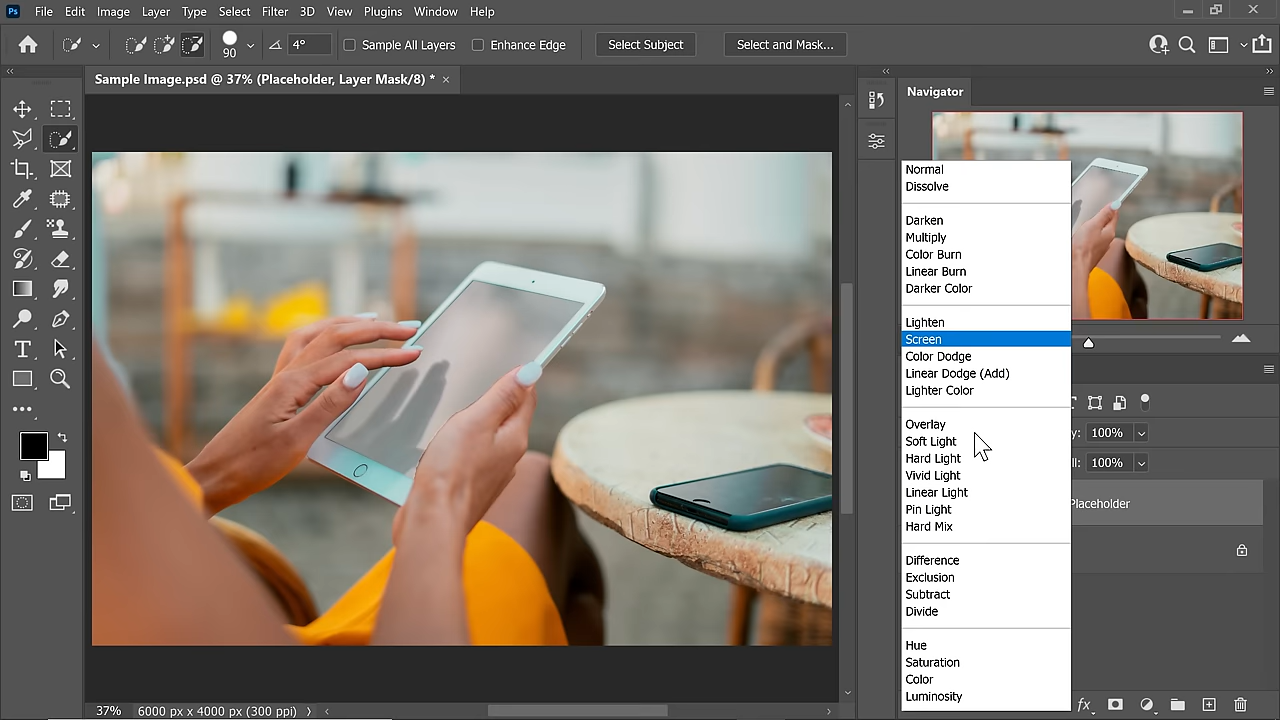 Ps File Edit Image Layer Type Select Filter 3D View Plugins Window Help
90 4° Sample All Layers Enhance Edge Select Subject Select and Mask...
Sample Image.psd @ 37% (Placeholder, Layer Mask/8) * ×
Navigator
Normal
Dissolve
Darken
Multiply
Color Burn
Linear Burn
Darker Color
Lighten
Screen
Color Dodge
Linear Dodge (Add)
Lighter Color
Overlay
Soft Light
Hard Light
Vivid Light
Linear Light
Pin Light
Hard Mix
Difference
Exclusion
Subtract
Divide
Hue
Saturation
Color
Luminosity
y: 100%
ll: 100%
Placeholder
fx
37% 6000 px x 4000 px (300 ppi)